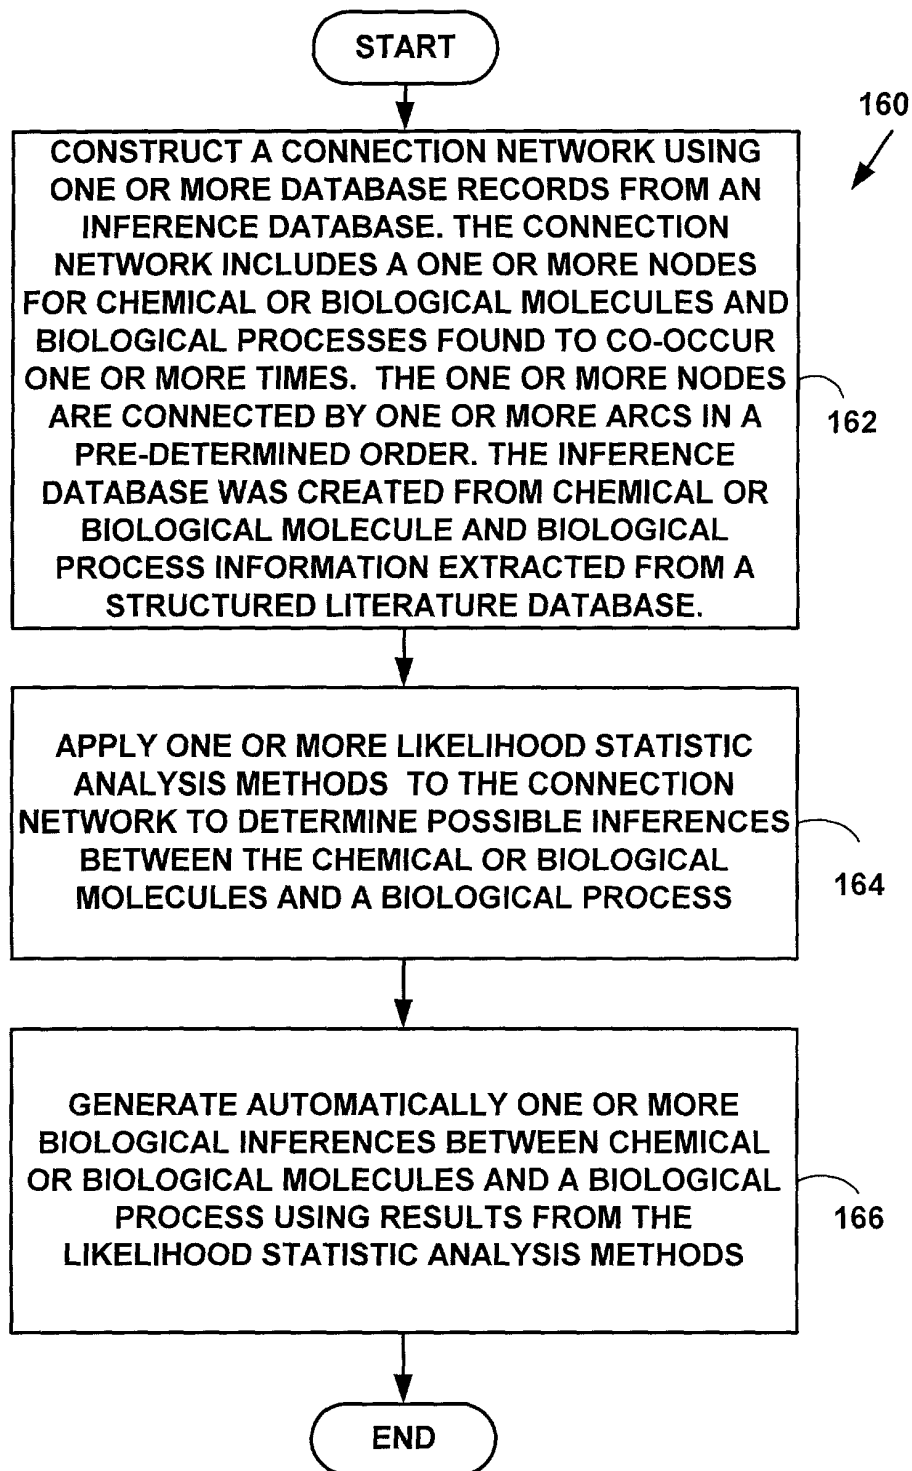 START
160
CONSTRUCT A CONNECTION NETWORK USING
ONE OR MORE DATABASE RECORDS FROM AN
INFERENCE DATABASE. THE CONNECTION
NETWORK INCLUDES A ONE OR MORE NODES
FOR CHEMICAL OR BIOLOGICAL MOLECULES AND
BIOLOGICAL PROCESSES FOUND TO CO-OCCUR
ONE OR MORE TIMES. THE ONE OR MORE NODES
ARE CONNECTED BY ONE OR MORE ARCS IN A
PRE-DETERMINED ORDER. THE INFERENCE
DATABASE WAS CREATED FROM CHEMICAL OR
BIOLOGICAL MOLECULE AND BIOLOGICAL
PROCESS INFORMATION EXTRACTED FROM A
STRUCTURED LITERATURE DATABASE.
162
APPLY ONE OR MORE LIKELIHOOD STATISTIC
ANALYSIS METHODS TO THE CONNECTION
NETWORK TO DETERMINE POSSIBLE INFERENCES
BETWEEN THE CHEMICAL OR BIOLOGICAL
MOLECULES AND A BIOLOGICAL PROCESS
164
GENERATE AUTOMATICALLY ONE OR MORE
BIOLOGICAL INFERENCES BETWEEN CHEMICAL
OR BIOLOGICAL MOLECULES AND A BIOLOGICAL
PROCESS USING RESULTS FROM THE
LIKELIHOOD STATISTIC ANALYSIS METHODS
166
END